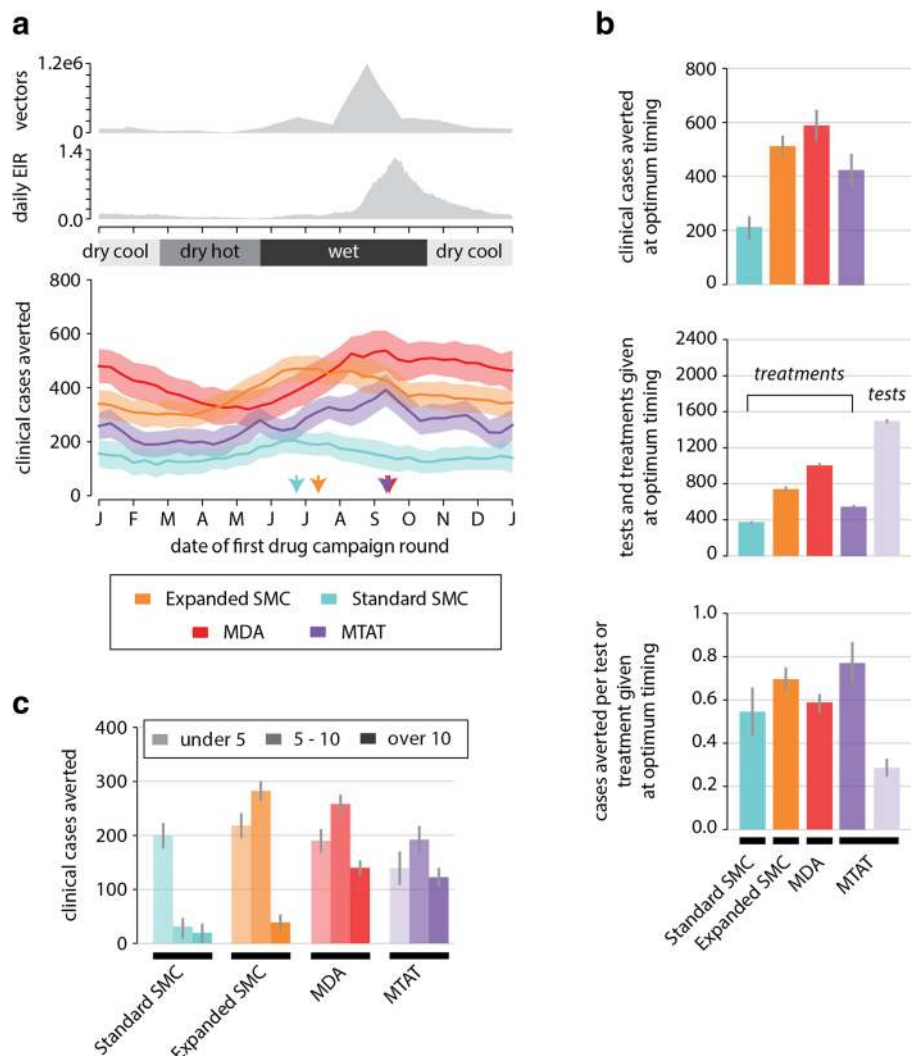 a
vectors
1.2e6
0
daily EIR
1.4
0.0
dry cool dry hot wet dry cool
clinical cases averted
800
600
400
200
0
J F M A M J J A S O N D J
date of first drug campaign round
Expanded SMC Standard SMC
MDA MTAT
b
clinical cases averted
at optimum timing
800
600
400
200
0
tests and treatments given
at optimum timing
2400
2000
1600
1200
800
400
0
treatments
tests
cases averted per test or
treatment given
at optimum timing
1.0
0.8
0.6
0.4
0.2
0.0
Standard SMC
Expanded SMC
MDA
MTAT
c
clinical cases averted
400
300
200
100
0
under 5 5 - 10 over 10
Standard SMC
Expanded SMC
MDA
MTAT